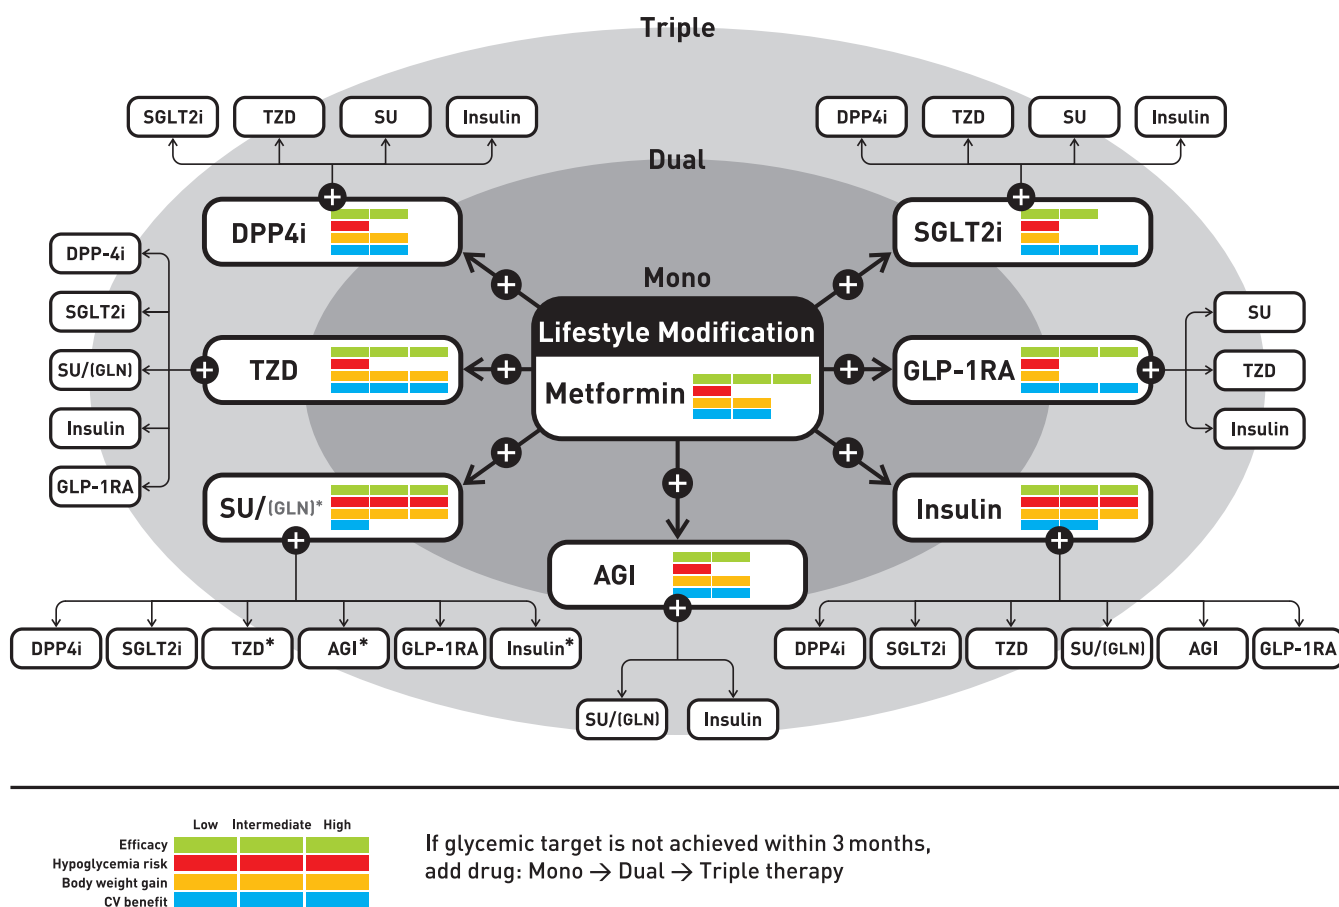 Triple
SGLT2i TZD SU Insulin
DPP4i TZD SU Insulin
Dual
DPP4i
SGLT2i
DPP-4i
SGLT2i
SU/(GLN)
Insulin
GLP-1RA
Mono
Lifestyle Modification
Metformin
TZD
GLP-1RA
SU
TZD
Insulin
SU/(GLN)*
Insulin
AGI
DPP4i SGLT2i TZD* AGI* GLP-1RA Insulin*
DPP4i SGLT2i TZD SU/(GLN) AGI GLP-1RA
SU/(GLN) Insulin
Low Intermediate High
Efficacy
Hypoglycemia risk
Body weight gain
CV benefit
If glycemic target is not achieved within 3 months,
add drug: Mono → Dual → Triple therapy